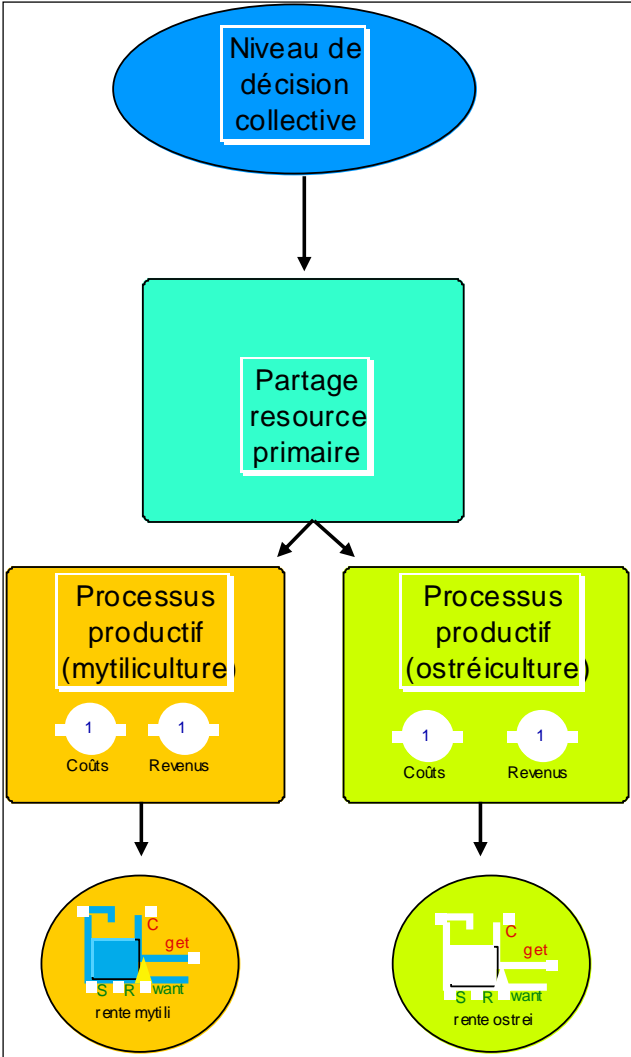 Niveau de
décision
collective
Partage
resource
primaire
Processus
productif
(mytiliculture)
1
1
Coûts
Revenus
Processus
productif
(ostréiculture)
1
1
Coûts
Revenus
C
get
S R want
rente mytili
C
get
S R want
rente ostrei